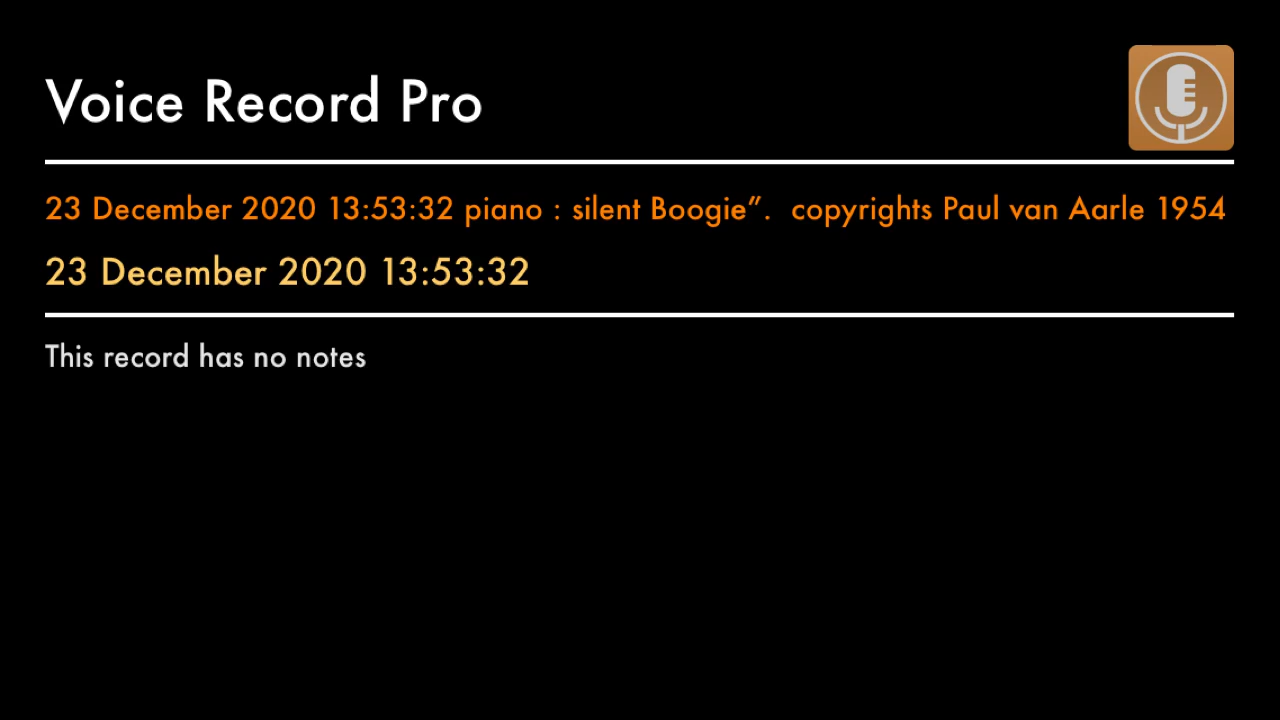 Voice Record Pro
23 December 2020 13:53:32 piano : silent Boogie”.  copyrights Paul van Aarle 1954
23 December 2020 13:53:32
This record has no notes